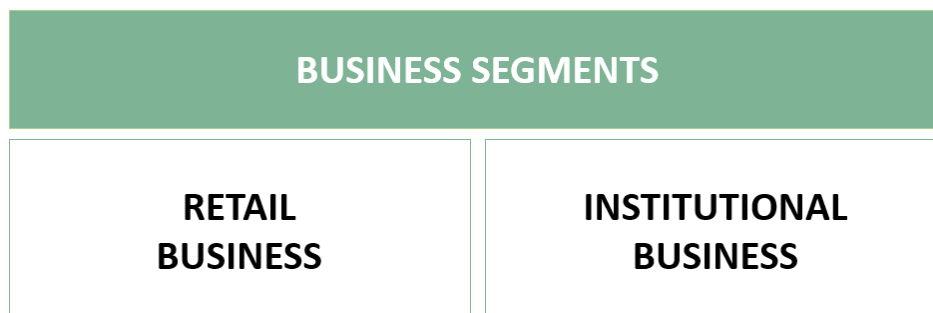 BUSINESS SEGMENTS
RETAIL
BUSINESS
INSTITUTIONAL
BUSINESS